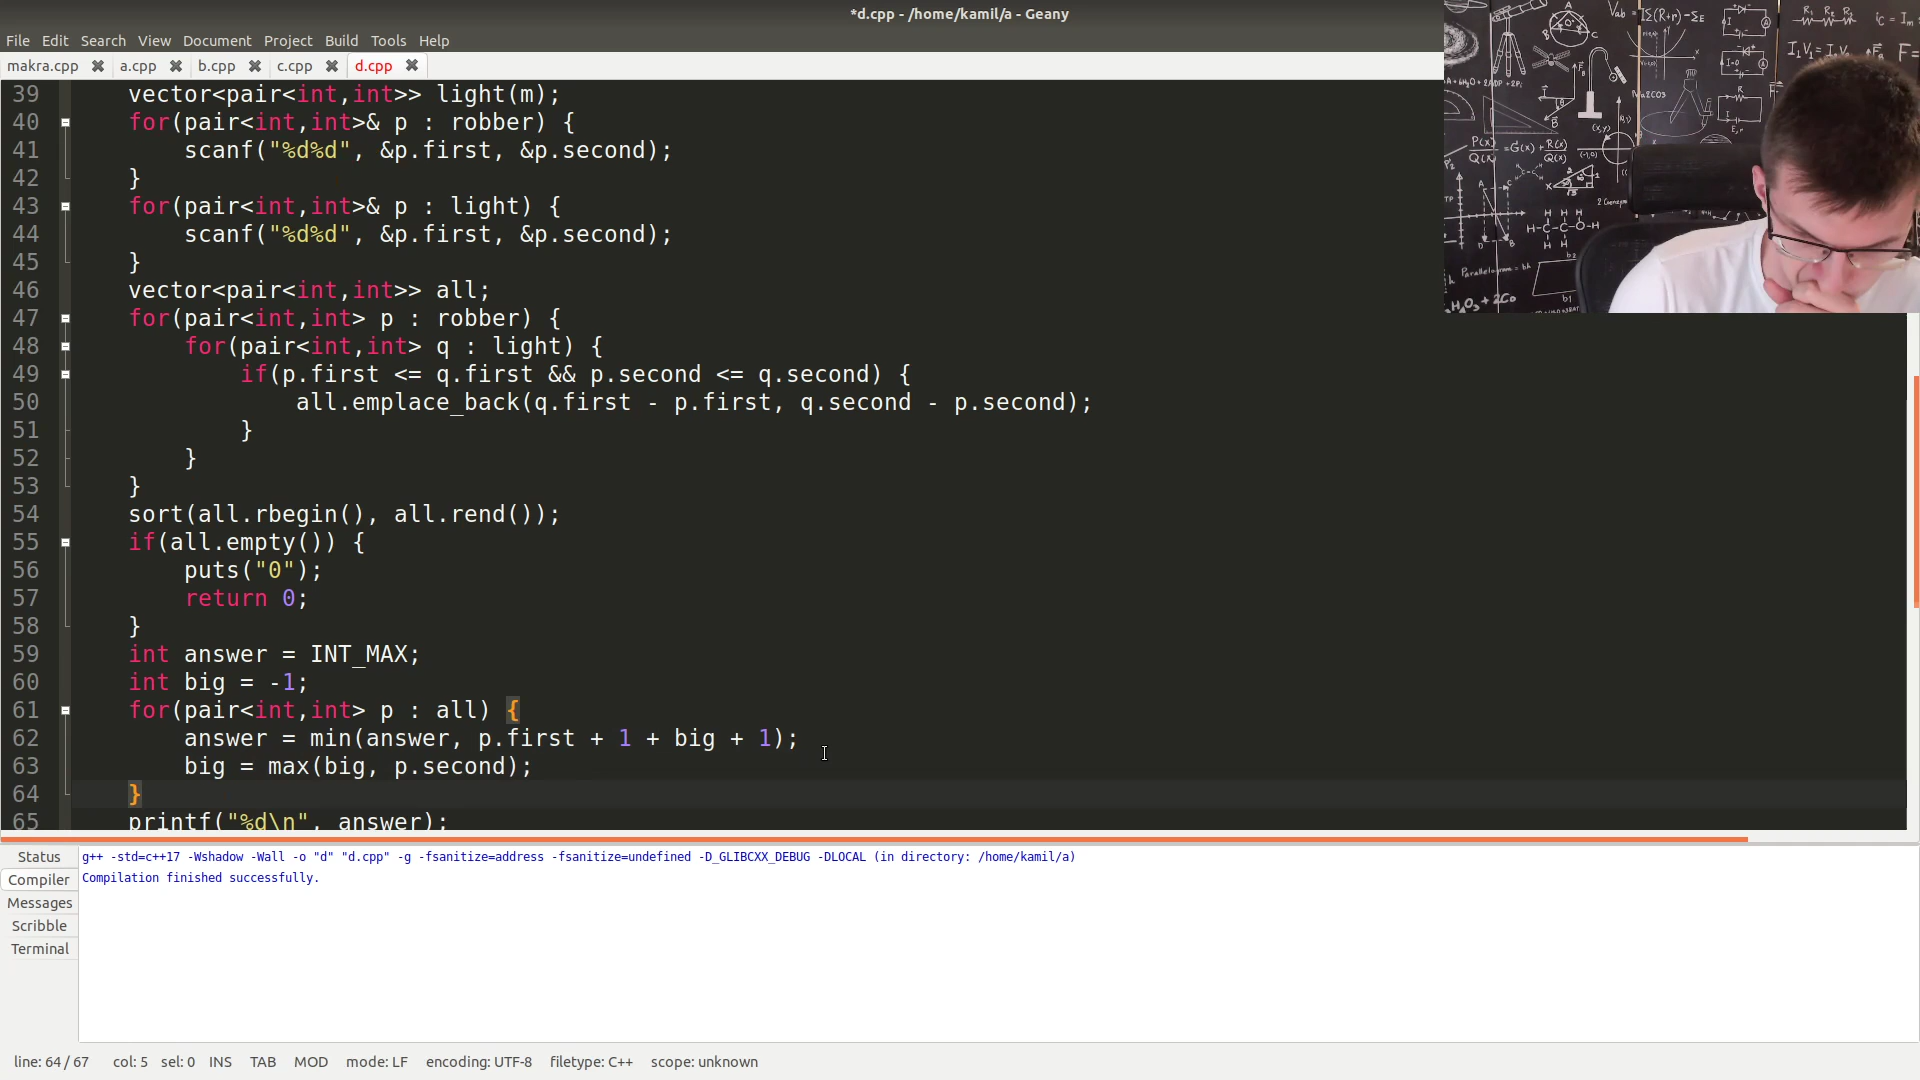 *d.cpp - /home/kamil/a - Geany
File Edit Search View Document Project Build Tools Help
makra.cpp a.cpp b.cpp c.cpp d.cpp
39 vector<pair<int,int>> light(m);
40 for(pair<int,int>& p : robber) {
41 scanf("%d%d", &p.first, &p.second);
42 }
43 for(pair<int,int>& p : light) {
44 scanf("%d%d", &p.first, &p.second);
45 }
46 vector<pair<int,int>> all;
47 for(pair<int,int> p : robber) {
48 for(pair<int,int> q : light) {
49 if(p.first <= q.first && p.second <= q.second) {
50 all.emplace_back(q.first - p.first, q.second - p.second);
51 }
52 }
53 }
54 sort(all.rbegin(), all.rend());
55 if(all.empty()) {
56 puts("0");
57 return 0;
58 }
59 int answer = INT_MAX;
60 int big = -1;
61 for(pair<int,int> p : all) {
62 answer = min(answer, p.first + 1 + big + 1);
63 big = max(big, p.second);
64 }
65 printf("%d\n", answer);
Status
Compiler
Messages
Scribble
Terminal
g++ -std=c++17 -Wshadow -Wall -o "d" "d.cpp" -g -fsanitize=address -fsanitize=undefined -D_GLIBCXX_DEBUG -DLOCAL (in directory: /home/kamil/a)
Compilation finished successfully.
line: 64 / 67 col: 5 sel: 0 INS TAB MOD mode: LF encoding: UTF-8 filetype: C++ scope: unknown